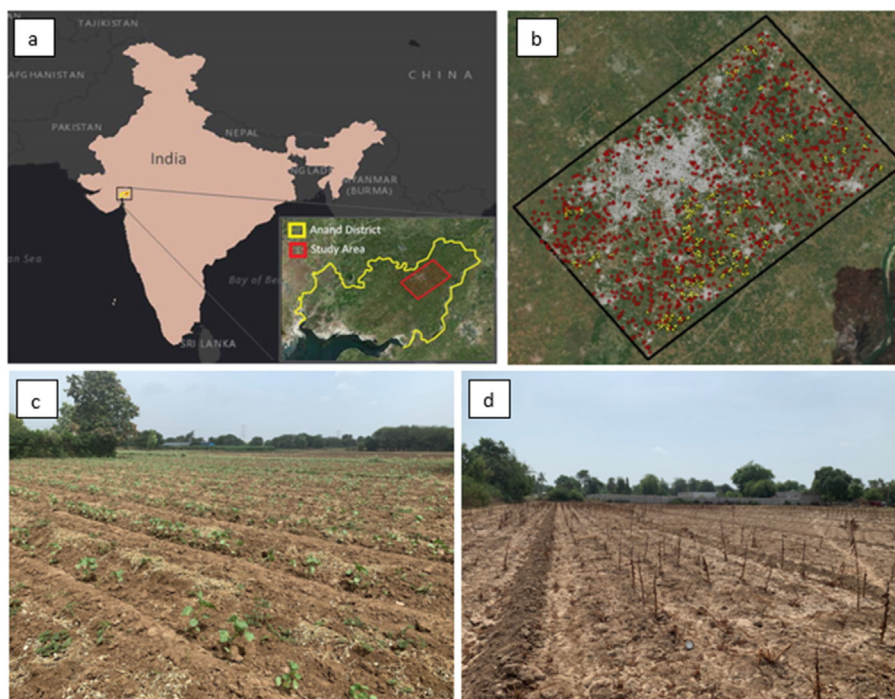 a
TAJIKISTAN
AFGHANISTAN
CHINA
PAKISTAN
NEPAL
India
NGLADE
MYANMAR
(BURMA)
an Sea
Bay of Be
SRI LANKA
Anand District
Study Area
b
c
d